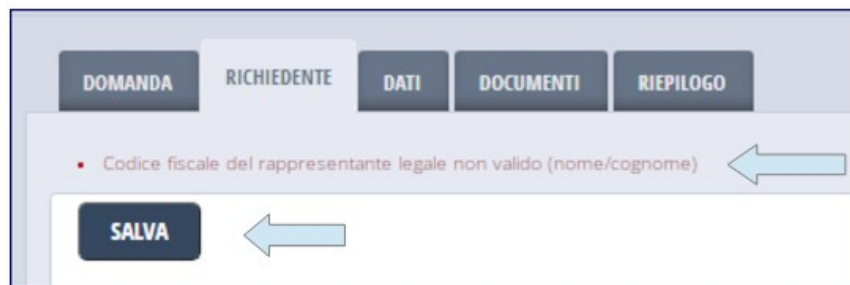 DOMANDA RICHIEDENTE DATI DOCUMENTI RIEPILOGO
Codice fiscale del rappresentante legale non valido (nome/cognome)
SALVA